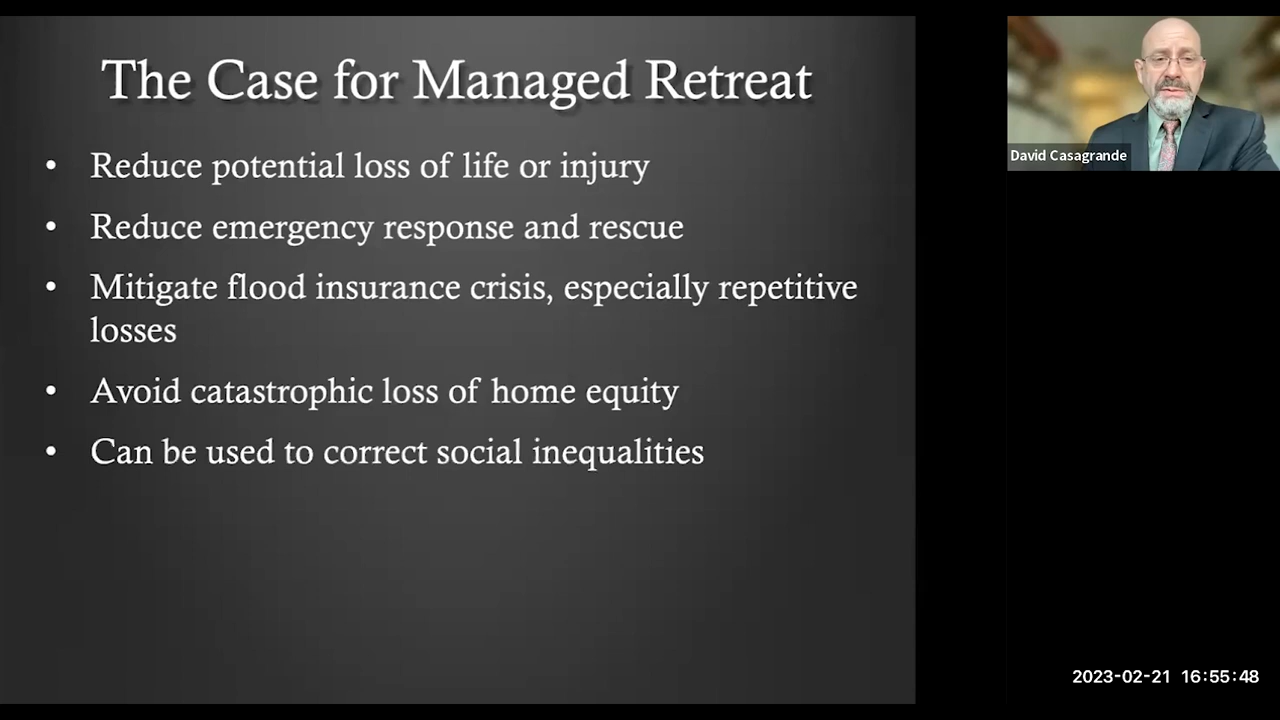 The Case for Managed Retreat
• Reduce potential loss of life or injury
• Reduce emergency response and rescue
• Mitigate flood insurance crisis, especially repetitive
losses
• Avoid catastrophic loss of home equity
• Can be used to correct social inequalities
David Casagrande
2023-02-21 16:55:48